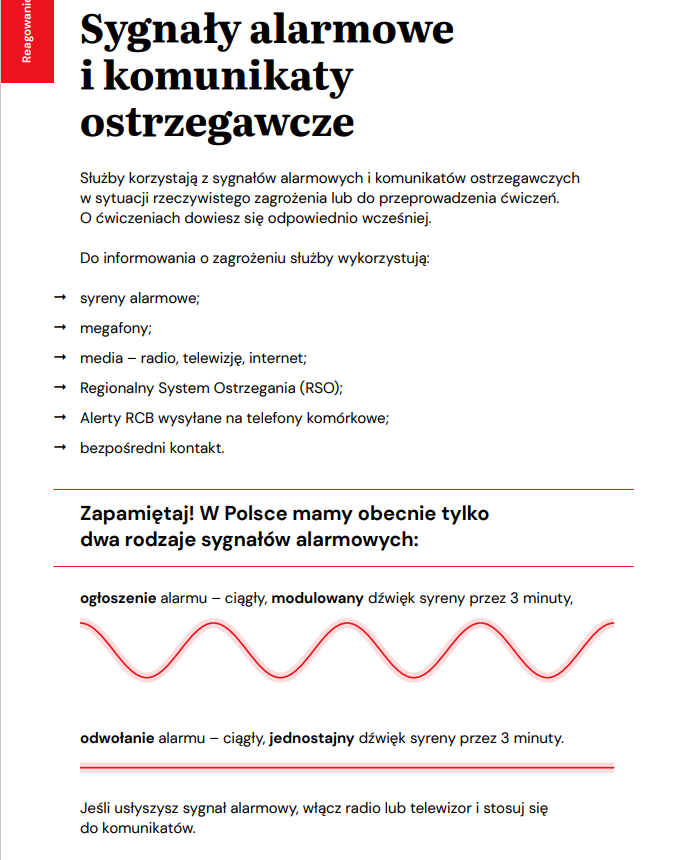 Reagowanie
Sygnały alarmowe
i komunikaty
ostrzegawcze
Służby korzystają z sygnałów alarmowych i komunikatów ostrzegawczych
w sytuacji rzeczywistego zagrożenia lub do przeprowadzenia ćwiczeń.
O ćwiczeniach dowiesz się odpowiednio wcześniej.
Do informowania o zagrożeniu służby wykorzystują:
→ syreny alarmowe;
→ megafony;
→ media – radio, telewizję, internet;
→ Regionalny System Ostrzegania (RSO);
→ Alerty RCB wysyłane na telefony komórkowe;
→ bezpośredni kontakt.
Zapamiętaj! W Polsce mamy obecnie tylko
dwa rodzaje sygnałów alarmowych:
ogłoszenie alarmu – ciągły, modulowany dźwięk syreny przez 3 minuty,
odwołanie alarmu – ciągły, jednostajny dźwięk syreny przez 3 minuty.
Jeśli usłyszysz sygnał alarmowy, włącz radio lub telewizor i stosuj się
do komunikatów.